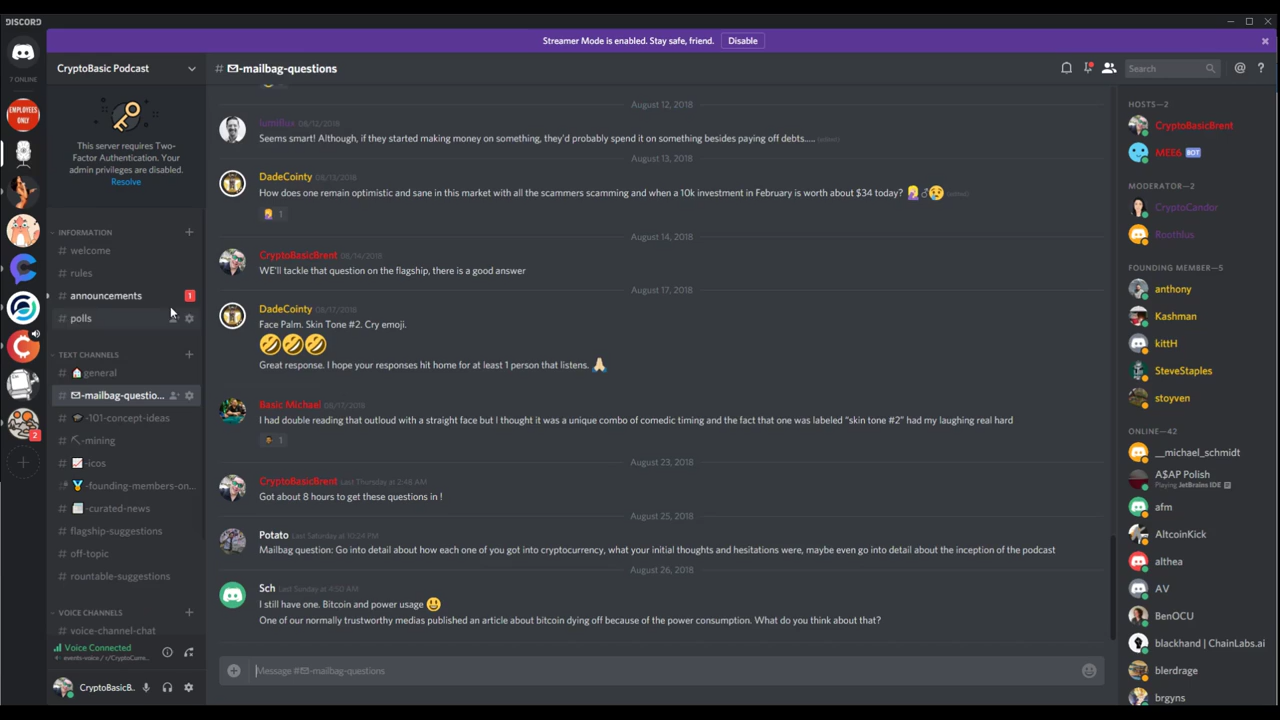 DISCORD
Streamer Mode is enabled. Stay safe, friend.
Disable
7 ONLINE
EMPLOYEES
ONLY
2
CryptoBasic Podcast
This server requires Two-
Factor Authentication. Your
admin privileges are disabled.
Resolve
INFORMATION
# welcome
# rules
# announcements
1
# polls
TEXT CHANNELS
# general
# -mailbag-questio...
# -101-concept-ideas
# -mining
# -icos
-founding-members-on...
# -curated-news
# flagship-suggestions
# off-topic
# rountable-suggestions
VOICE CHANNELS
# voice-channel-chat
Voice Connected
events-voice / r/CryptoCurre...
CryptoBasicB...
# -mailbag-questions
Search
August 12, 2018
lumiflux 08/12/2018
Seems smart! Although, if they started making money on something, they'd probably spend it on something besides paying off debts.... (edited)
August 13, 2018
DadeCointy 08/13/2018
How does one remain optimistic and sane in this market with all the scammers scamming and when a 10k investment in February is worth about $34 today? 🤦🏼♂😢 (edited)
1
August 14, 2018
CryptoBasicBrent 08/14/2018
WE'll tackle that question on the flagship, there is a good answer
August 17, 2018
DadeCointy 08/17/2018
Face Palm. Skin Tone #2. Cry emoji.
🤣🤣🤣
Great response. I hope your responses hit home for at least 1 person that listens. 🙏🏻
Basic Michael 08/17/2018
I had double reading that outloud with a straight face but I thought it was a unique combo of comedic timing and the fact that one was labeled “skin tone #2” had my laughing real hard
1
August 23, 2018
CryptoBasicBrent Last Thursday at 2:48 AM
Got about 8 hours to get these questions in !
August 25, 2018
Potato Last Saturday at 10:24 PM
Mailbag question: Go into detail about how each one of you got into cryptocurrency, what your initial thoughts and hesitations were, maybe even go into detail about the inception of the podcast
August 26, 2018
Sch Last Sunday at 4:50 AM
I still have one. Bitcoin and power usage 😃
One of our normally trustworthy medias published an article about bitcoin dying off because of the power consumption. What do you think about that?
Message #✉-mailbag-questions
HOSTS—2
CryptoBasicBrent
MEE6 BOT
MODERATOR—2
CryptoCandor
Roothlus
FOUNDING MEMBER—5
anthony
Kashman
kittH
SteveStaples
stoyven
ONLINE—42
__michael_schmidt
A$AP Polish
Playing JetBrains IDE
afm
AltcoinKick
althea
AV
BenOCU
blackhand | ChainLabs.ai
blerdrage
brgyns